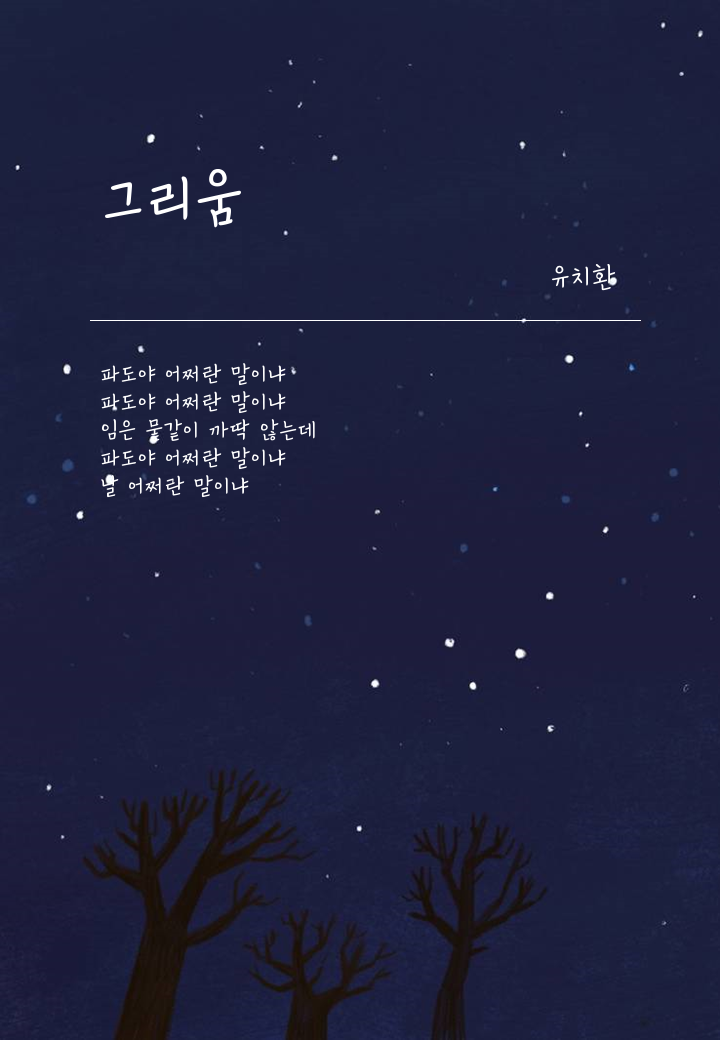 그리움
유치환
파도야 어쩌란 말이냐
파도야 어쩌란 말이냐
임은 뭍같이 까딱 않는데
파도야 어쩌란 말이냐
날 어쩌란 말이냐